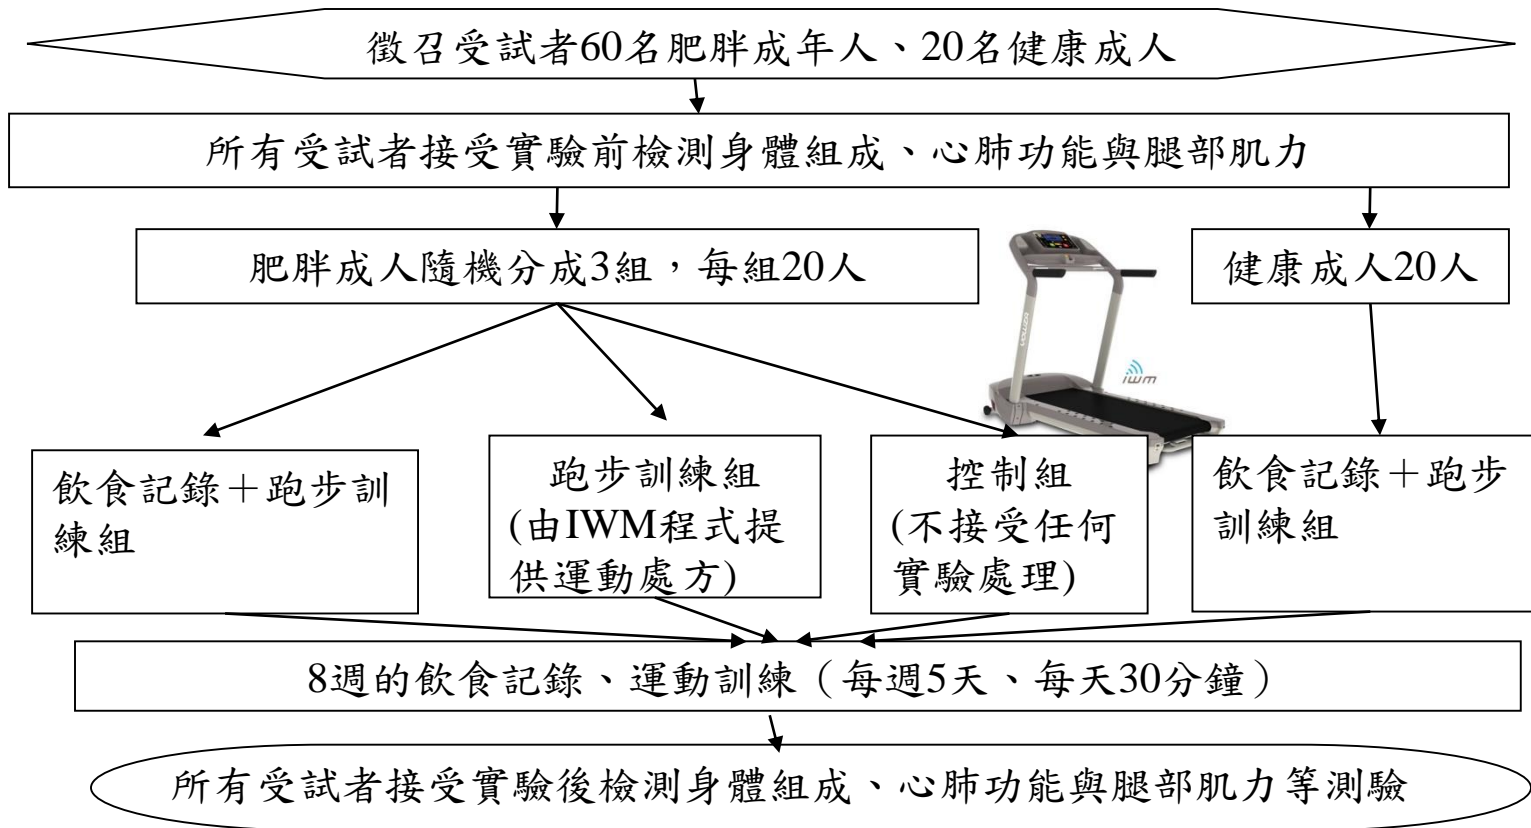 徵召受試者60名肥胖成年人、20名健康成人
所有受試者接受實驗前檢測身體組成、心肺功能與腿部肌力
肥胖成人隨機分成3組，每組20人
健康成人20人
iwm
飲食記錄＋跑步訓
練組
跑步訓練組
(由IWM程式提
供運動處方)
控制組
(不接受任何
實驗處理)
飲食記錄＋跑步
訓練組
8週的飲食記錄、運動訓練（每週5天、每天30分鐘）
所有受試者接受實驗後檢測身體組成、心肺功能與腿部肌力等測驗